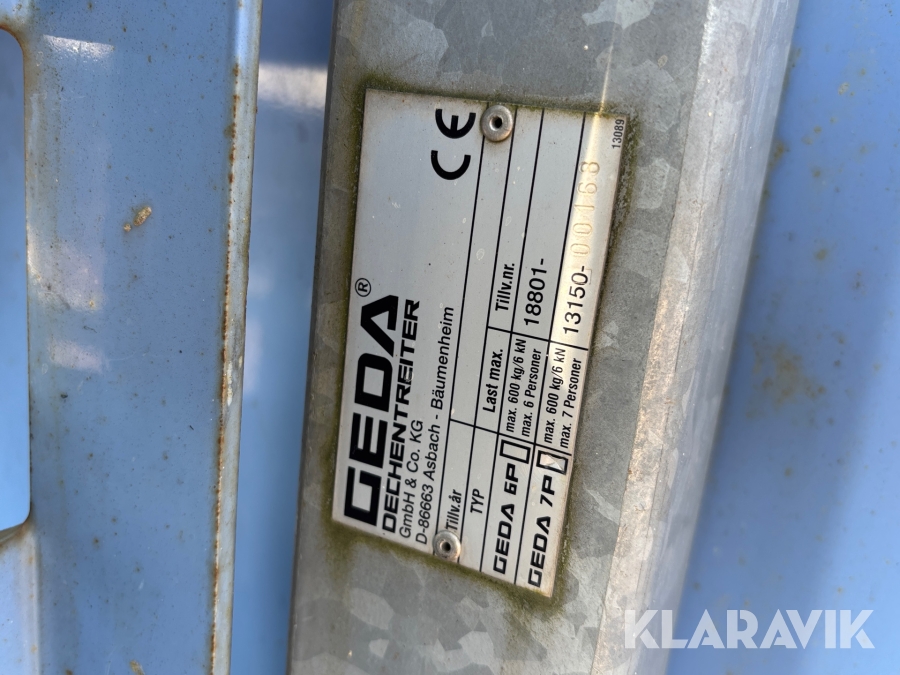 GEDA®
DECHENTREITER
GmbH & Co. KG
D-86663 Asbach - Bäumenheim
CE
Tillv.år
TYP Last max. Tillv.nr.
GEDA 6P max. 600 kg/6 kN
max. 6 Personer 18801-
GEDA 7P max. 600 kg/6 kN
max. 7 Personer 13150- 00168
13089
KLARAVIK